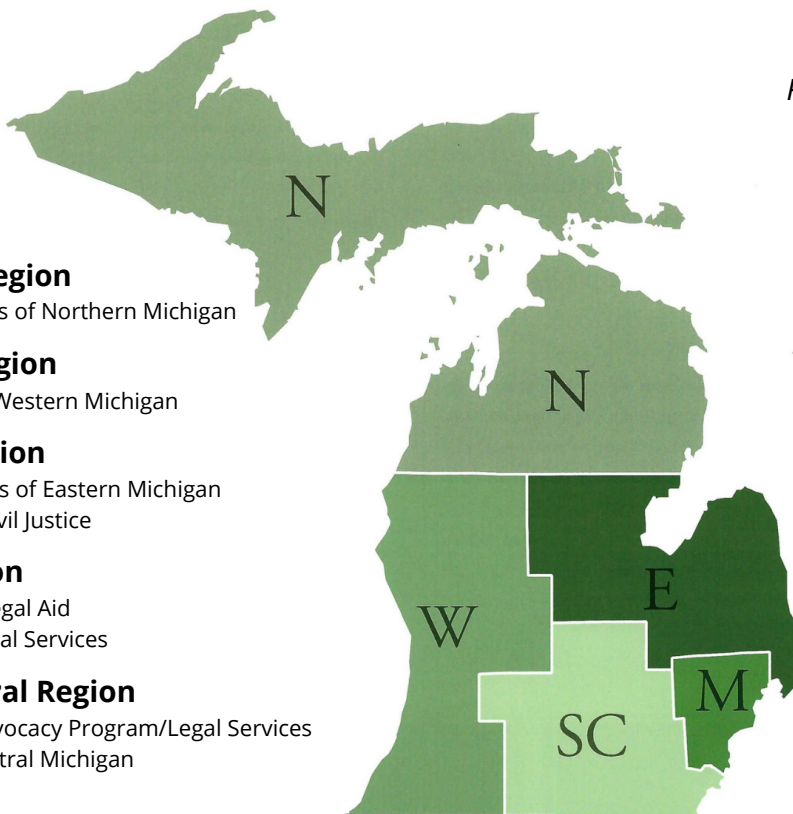 egion
s of Northern Michigan
gion
Western Michigan
ion
s of Eastern Michigan
vil Justice
on
egal Aid
al Services
al Region
vocacy Program/Legal Services
tral Michigan
N
N
W
E
M
SC